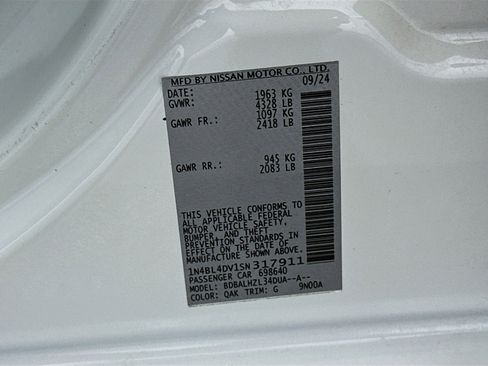 MFD BY NISSAN MOTOR CO., LTD.
DATE: 09/24
GVWR: 1963 KG
4328 LB
GAWR FR.: 1097 KG
2418 LB
GAWR RR.: 945 KG
2083 LB
THIS VEHICLE CONFORMS TO
ALL APPLICABLE FEDERAL
MOTOR VEHICLE SAFETY,
BUMPER, AND THEFT
PREVENTION STANDARDS IN
EFFECT ON THE DATE OF
MANUFACTURE SHOWN ABOVE.
1N4BL4DV1SN317911
PASSENGER CAR 698640
MODEL: BDBALHZL34DUA--A--
COLOR: QAK TRIM: G 9N00A